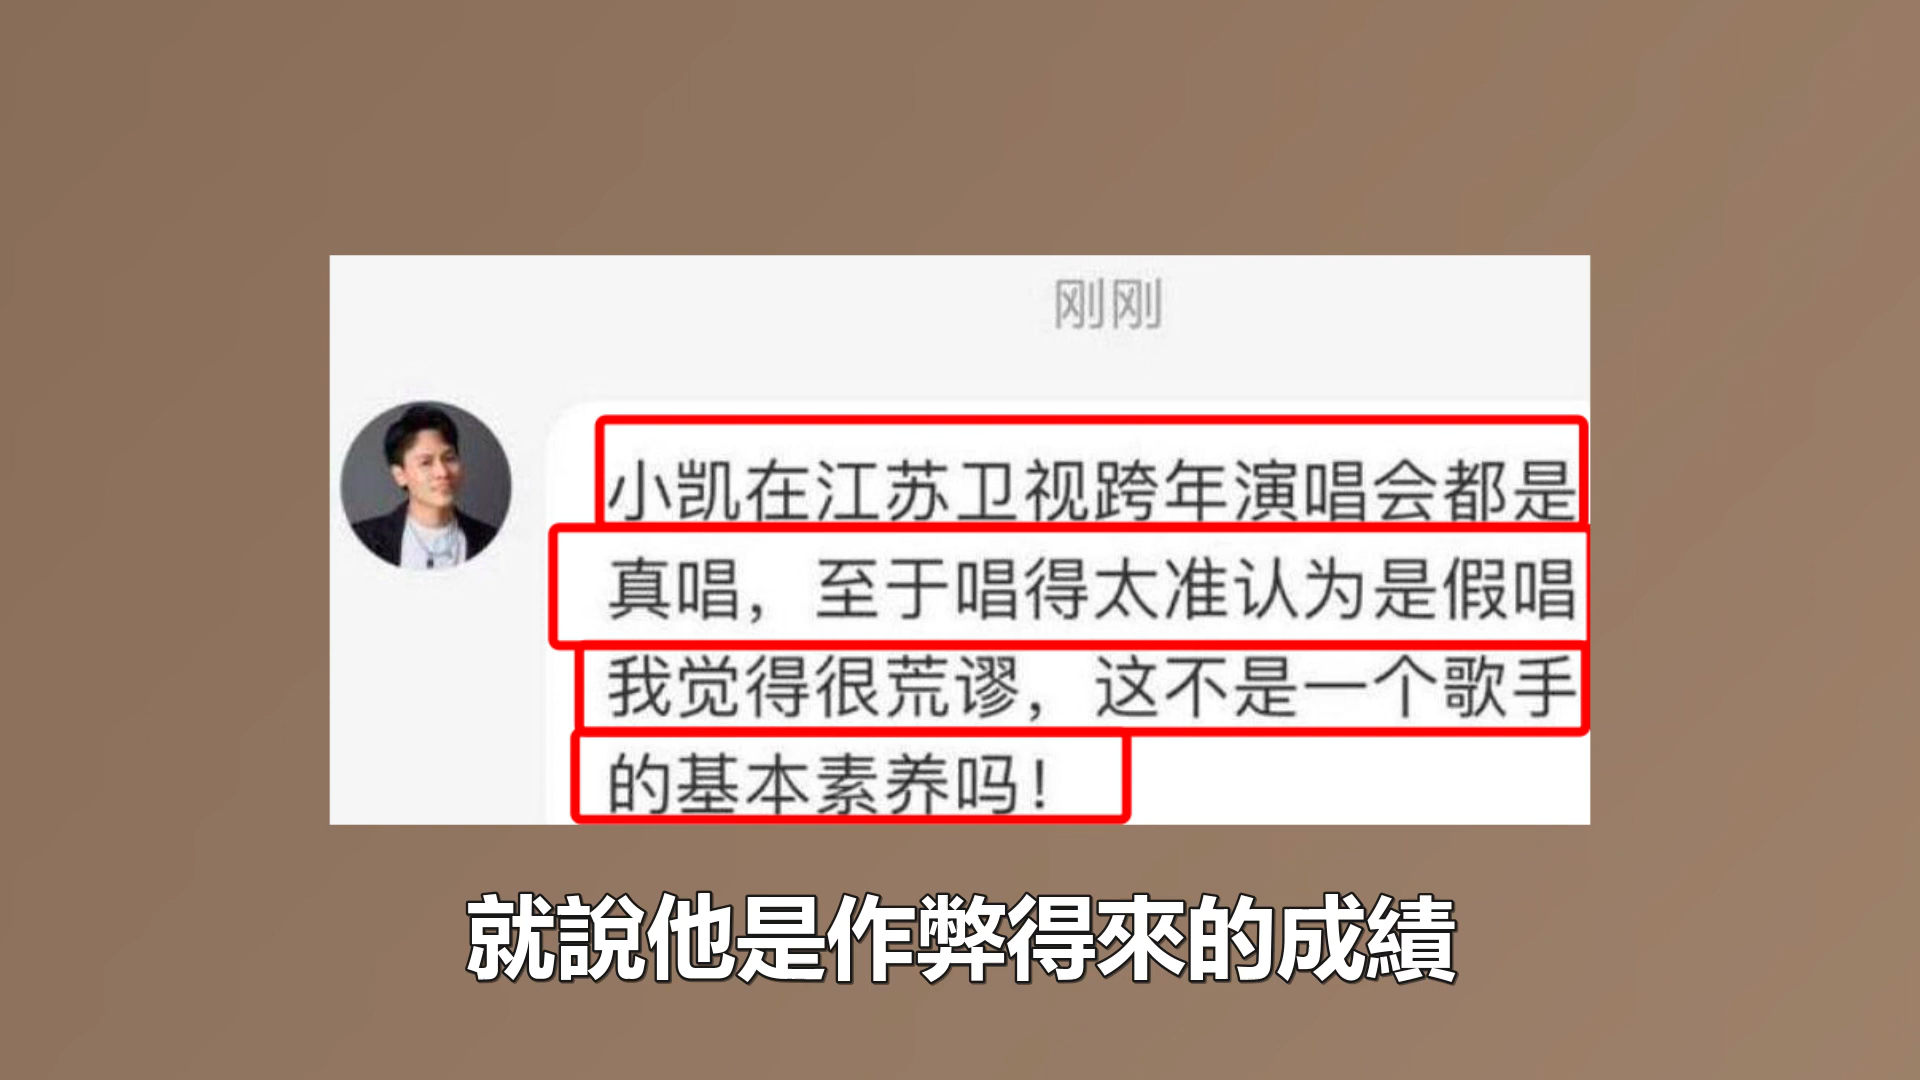 刚刚
小凯在江苏卫视跨年演唱会都是
真唱，至于唱得太准认为是假唱
我觉得很荒谬，这不是一个歌手
的基本素养吗！
就說他是作弊得來的成績